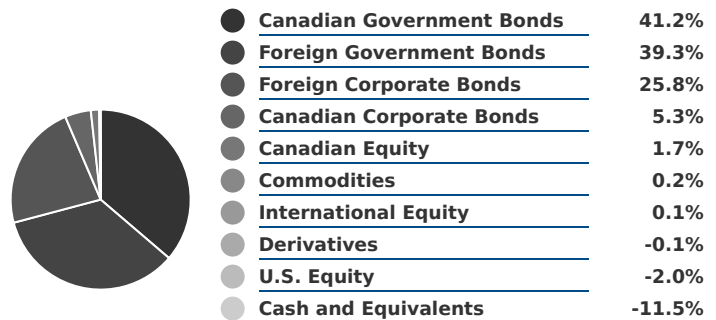 Canadian Government Bonds 41.2%
Foreign Government Bonds 39.3%
Foreign Corporate Bonds 25.8%
Canadian Corporate Bonds 5.3%
Canadian Equity 1.7%
Commodities 0.2%
International Equity 0.1%
Derivatives -0.1%
U.S. Equity -2.0%
Cash and Equivalents -11.5%